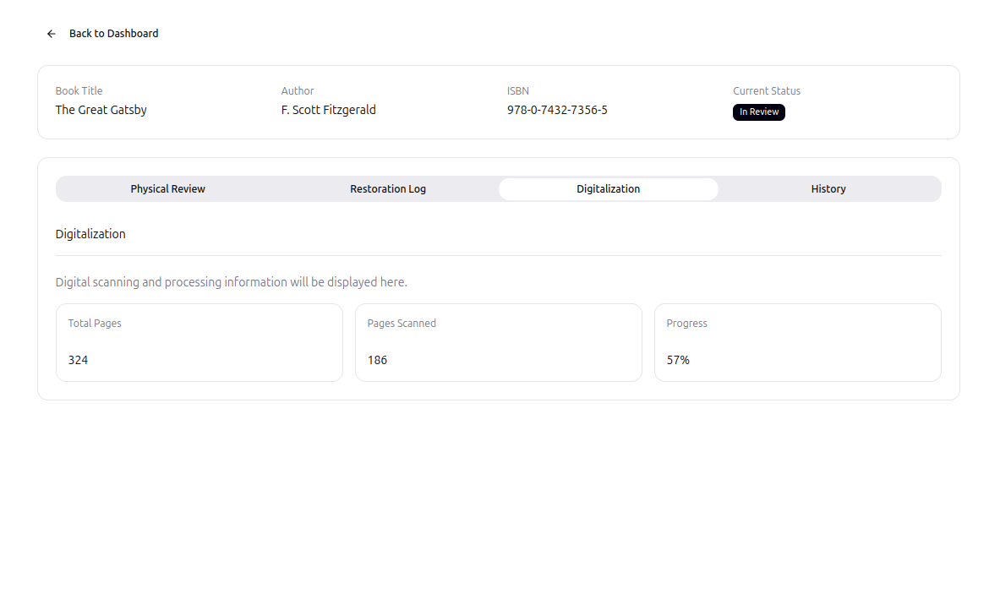 Back to Dashboard
Book Title
The Great Gatsby
Author
F. Scott Fitzgerald
ISBN
978-0-7432-7356-5
Current Status
In Review
Physical Review
Restoration Log
Digitalization
History
Digitalization
Digital scanning and processing information will be displayed here.
Total Pages
324
Pages Scanned
186
Progress
57%